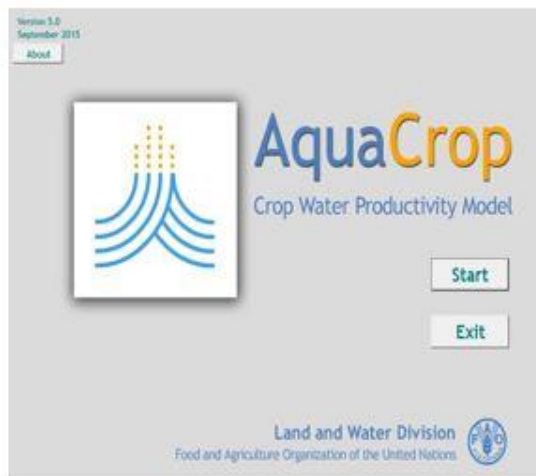 Version 5.0
September 2015
About
AquaCrop
Crop Water Productivity Model
Start
Exit
Land and Water Division
Food and Agriculture Organization of the United Nations